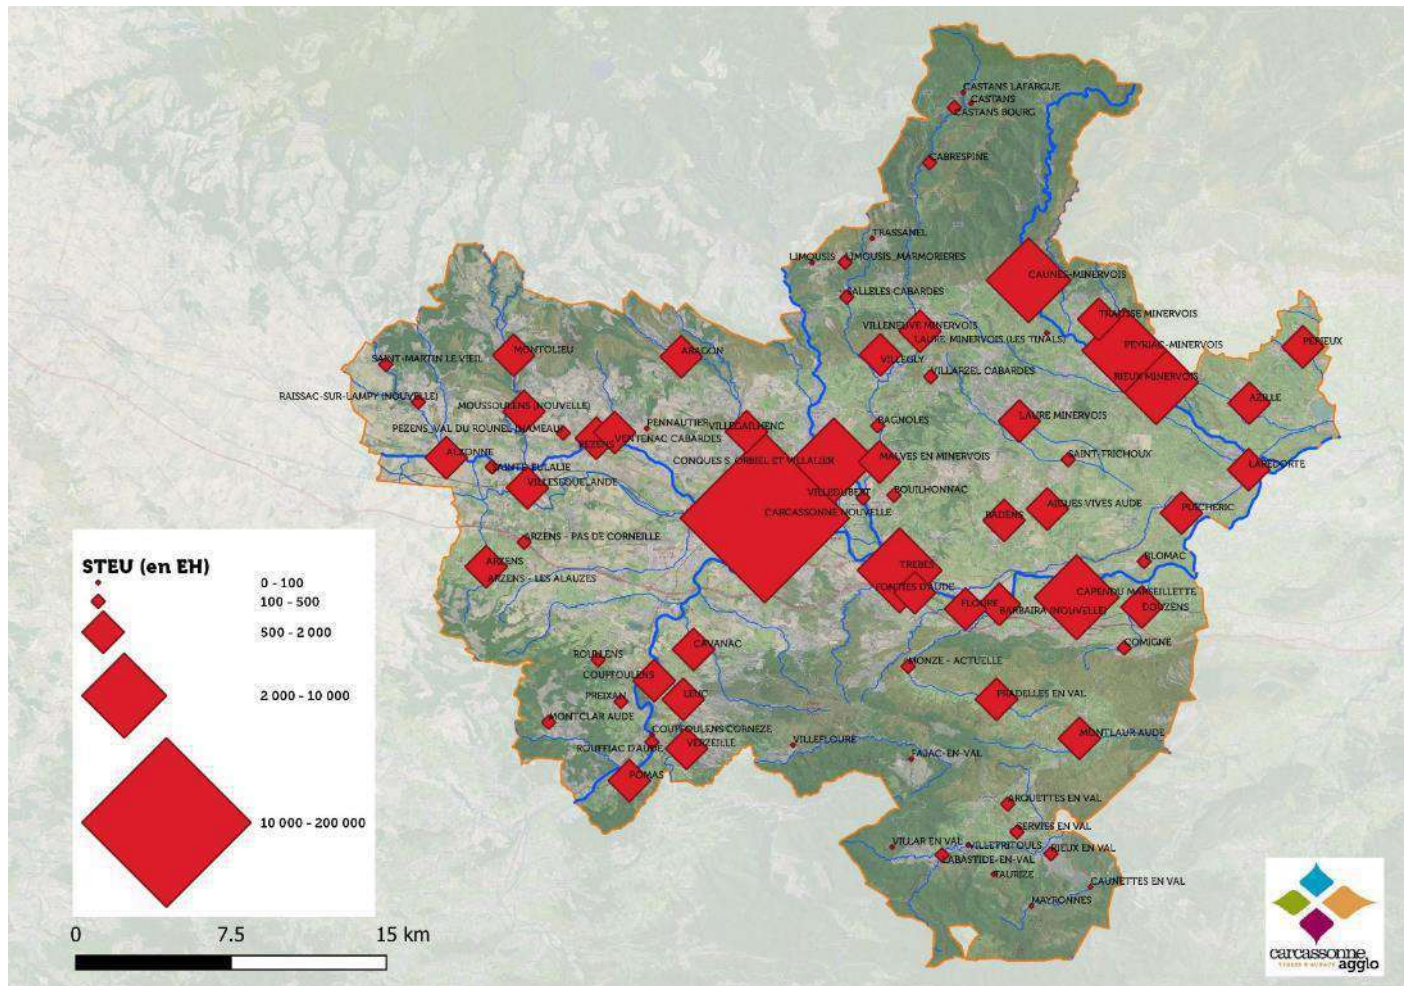 CASTANS LAFARGUE
CASTANS
CASTANS BOURG
CABRESPINE
TRASSANEL
LIMOUSIS
LIMOUSIS_MARMORIERES
CAUNES-MINERVOIS
SALLELES CABARDES
TRAUSSE MINERVOIS
VILLENEUVE MINERVOIS
LAURE MINERVOIS (LES TINALS)
PEPIEUX
PEYRIAC-MINERVOIS
MONTOLIEU
ARAGON
VILLEGLY
SAINT-MARTIN LE VIEIL
VILLARZEL CABARDES
RIEUX MINERVOIS
RAISSAC-SUR-LAMPY (NOUVELLE)
AZILLE
MOUSSOULENS (NOUVELLE)
LAURE MINERVOIS
PENNAUTIER
BAGNOLES
VILLEGAILHENC
PEZENS_VAL DU ROUNEL (HAMEAU)
VENTENAC CABARDES
PEZENS
ALZONNE
MALVES EN MINERVOIS
SAINT-FRICHOUX
CONQUES S. ORBIEL ET VILLALIER
LAREDORTE
SAINTE EULALIE
VILLESEQUELANDE
VILLEDUBERT
BOUILHONNAC
AIGUES VIVES AUDE
PUICHERIC
CARCASSONNE NOUVELLE
BADENS
ARZENS - PAS DE CORNEILLE
BLOMAC
ARZENS
TREBES
ARZENS - LES ALAUZES
FONTIES D'AUDE
CAPENDU MARSEILLETTE
FLOURE
BARBAIRA (NOUVELLE)
DOUZENS
CAVANAC
COMIGNE
ROULLENS
MONZE - ACTUELLE
COUFFOULENS
LEUC
PRADELLES EN VAL
PREIXAN
MONTCLAR AUDE
COUFFOULENS CORNEZE
MONTLAUR AUDE
ROUFFIAC D'AUDE
VERZEILLE
VILLEFLOURE
FAJAC-EN-VAL
POMAS
ARQUETTES EN VAL
SERVIES EN VAL
VILLAR EN VAL
VILLETRITOULS
RIEUX EN VAL
LABASTIDE-EN-VAL
TAURIZE
CAUNETTES EN VAL
MAYRONNES
STEU (en EH)
0 - 100
100 - 500
500 - 2 000
2 000 - 10 000
10 000 - 200 000
0 7.5 15 km
carcassonne
agglo